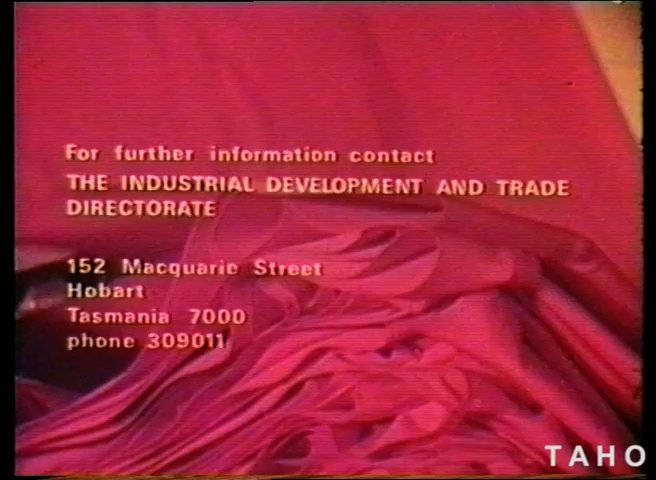 For further information contact
THE INDUSTRIAL DEVELOPMENT AND TRADE
DIRECTORATE
152 Macquarie Street
Hobart
Tasmania 7000
phone 309011
TAHO